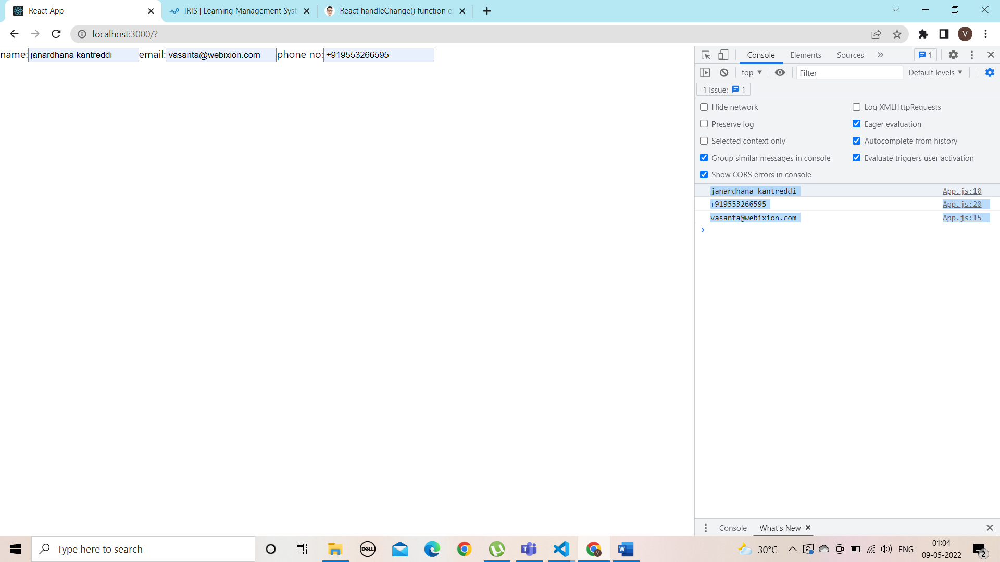 React App
IRIS | Learning Management Syst
React handleChange() function e
localhost:3000/?
V
name: janardhana kantreddi email: vasanta@webixion.com phone no: +919553266595
Console Elements Sources » 1
top Filter Default levels
1 Issue: 1
Hide network Log XMLHttpRequests
Preserve log Eager evaluation
Selected context only Autocomplete from history
Group similar messages in console Evaluate triggers user activation
Show CORS errors in console
janardhana kantreddi App.js:10
+919553266595 App.js:20
vasanta@webixion.com App.js:15
Console What's New
Type here to search
DELL
W
30°C
ENG
01:04
09-05-2022
2